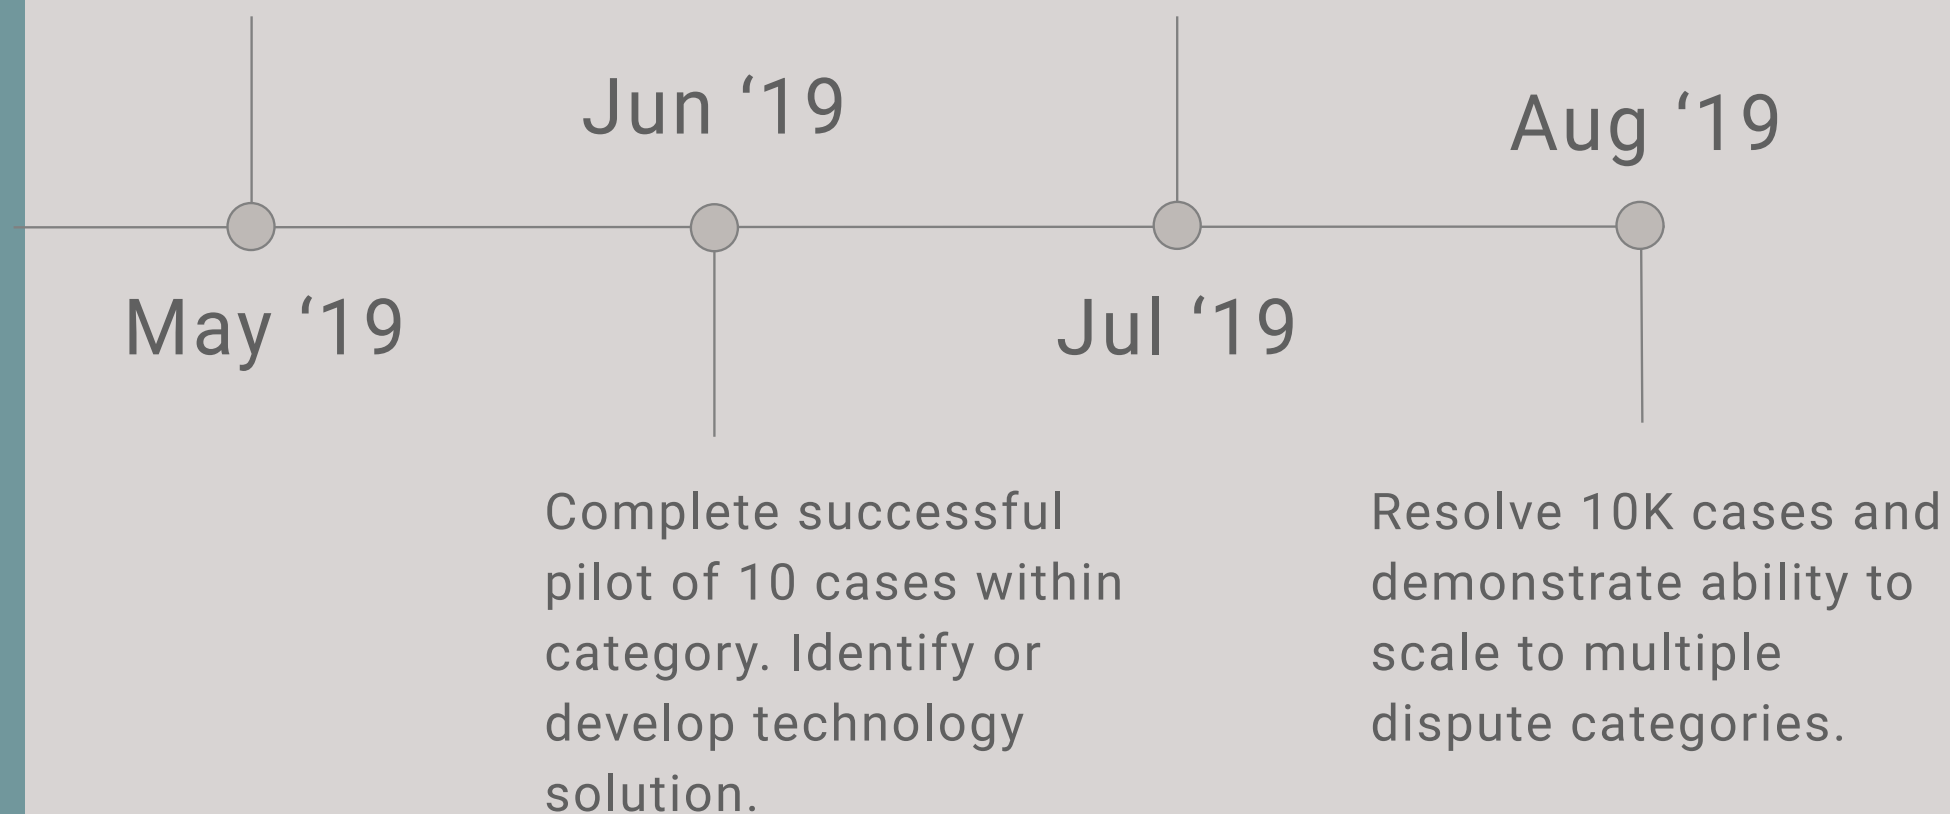 Jun ‘19
Aug ‘19
May ‘19
Jul ‘19
Complete successful
pilot of 10 cases within
category. Identify or
develop technology
solution.
Resolve 10K cases and
demonstrate ability to
scale to multiple
dispute categories.